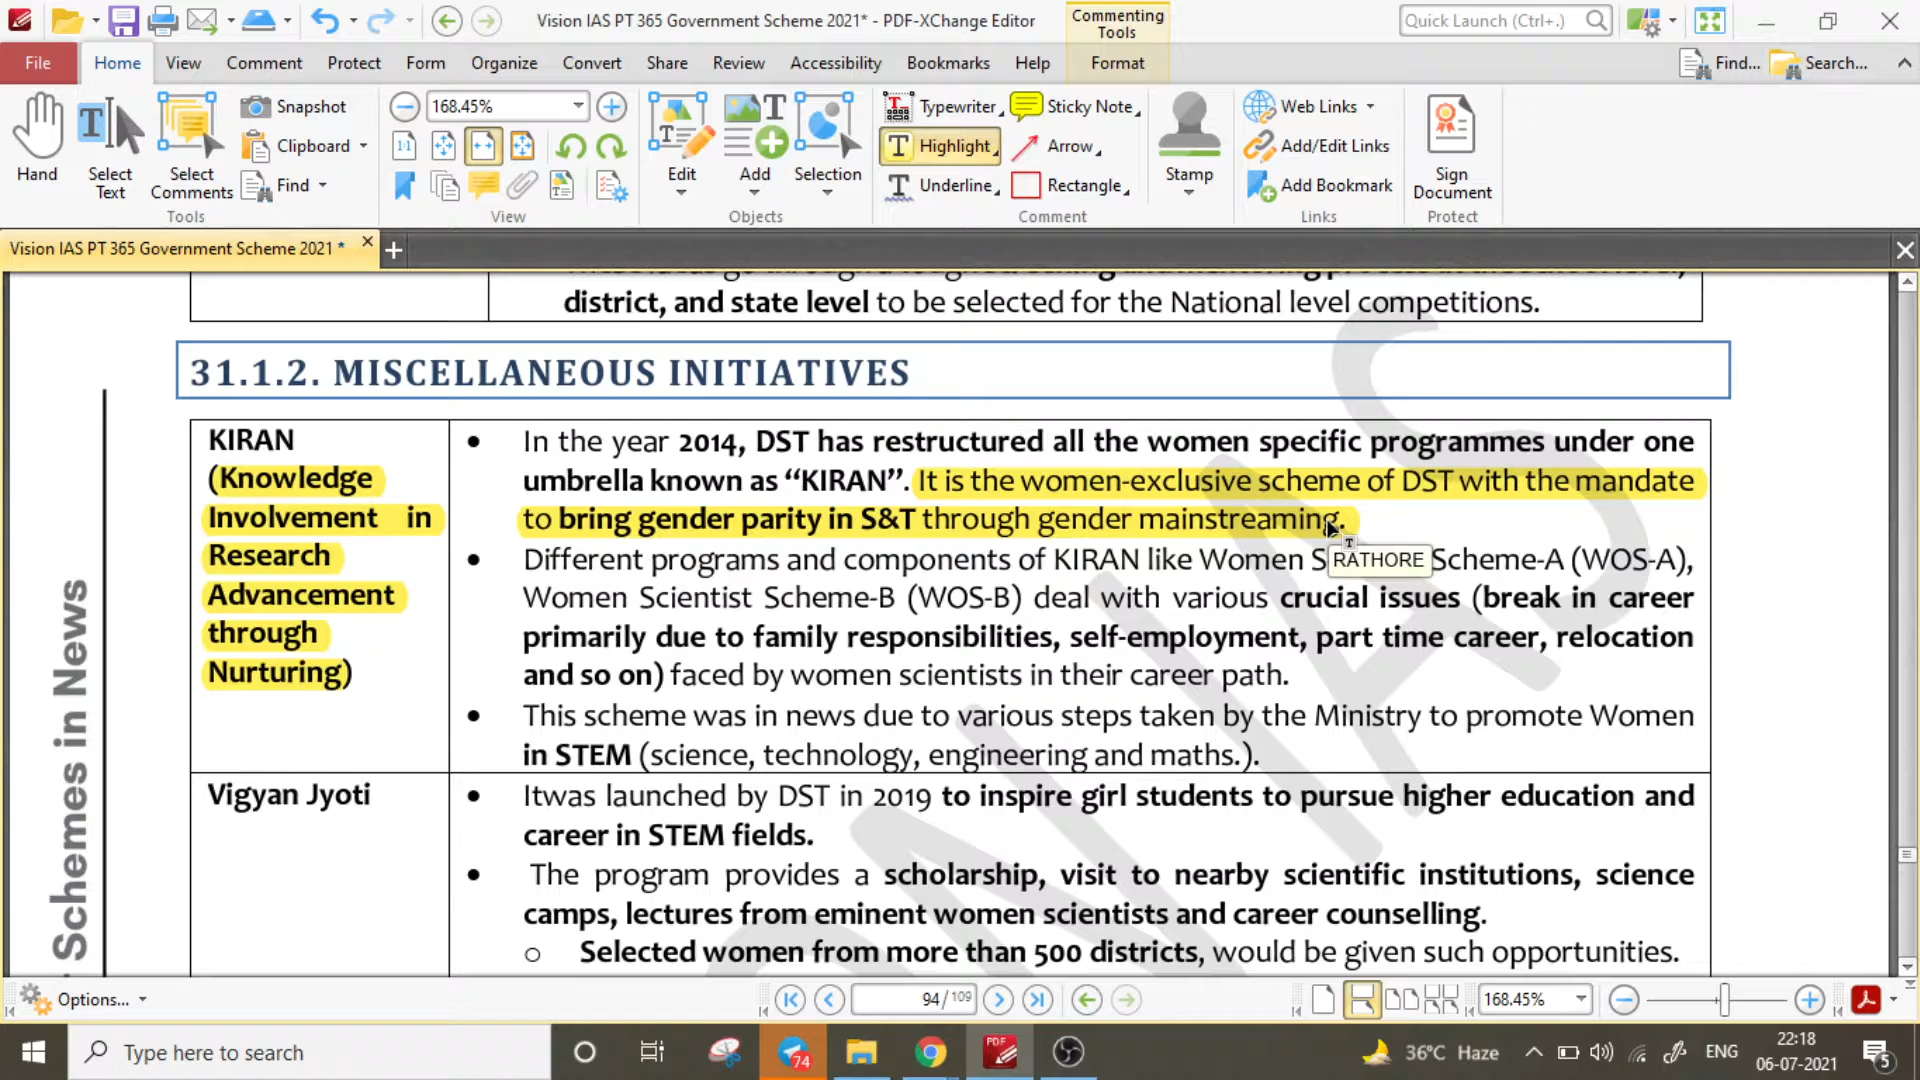 Vision IAS PT 365 Government Scheme 2021* - PDF-XChange Editor
Commenting Tools
Quick Launch (Ctrl+.)
File Home View Comment Protect Form Organize Convert Share Review Accessibility Bookmarks Help Format Find... Search...
Hand
Select Text
Select Comments
Snapshot
Clipboard
Find
Tools
168.45%
View
Edit
Add
Selection
Objects
Typewriter
Highlight
Underline
Sticky Note
Arrow
Rectangle
Stamp
Comment
Web Links
Add/Edit Links
Add Bookmark
Links
Sign Document
Protect
Vision IAS PT 365 Government Scheme 2021 *
district, and state level to be selected for the National level competitions.
31.1.2. MISCELLANEOUS INITIATIVES
KIRAN
(Knowledge
Involvement in
Research
Advancement
through
Nurturing)
• In the year 2014, DST has restructured all the women specific programmes under one
umbrella known as “KIRAN”. It is the women-exclusive scheme of DST with the mandate
to bring gender parity in S&T through gender mainstreaming.
• Different programs and components of KIRAN like Women S Scheme-A (WOS-A),
RATHORE
Women Scientist Scheme-B (WOS-B) deal with various crucial issues (break in career
primarily due to family responsibilities, self-employment, part time career, relocation
and so on) faced by women scientists in their career path.
• This scheme was in news due to various steps taken by the Ministry to promote Women
in STEM (science, technology, engineering and maths.).
Vigyan Jyoti
• Itwas launched by DST in 2019 to inspire girl students to pursue higher education and
career in STEM fields.
• The program provides a scholarship, visit to nearby scientific institutions, science
camps, lectures from eminent women scientists and career counselling.
o Selected women from more than 500 districts, would be given such opportunities.
Schemes in News
Options...
94 / 109
168.45%
Type here to search
74
PDF
36°C Haze
ENG
22:18
06-07-2021
5